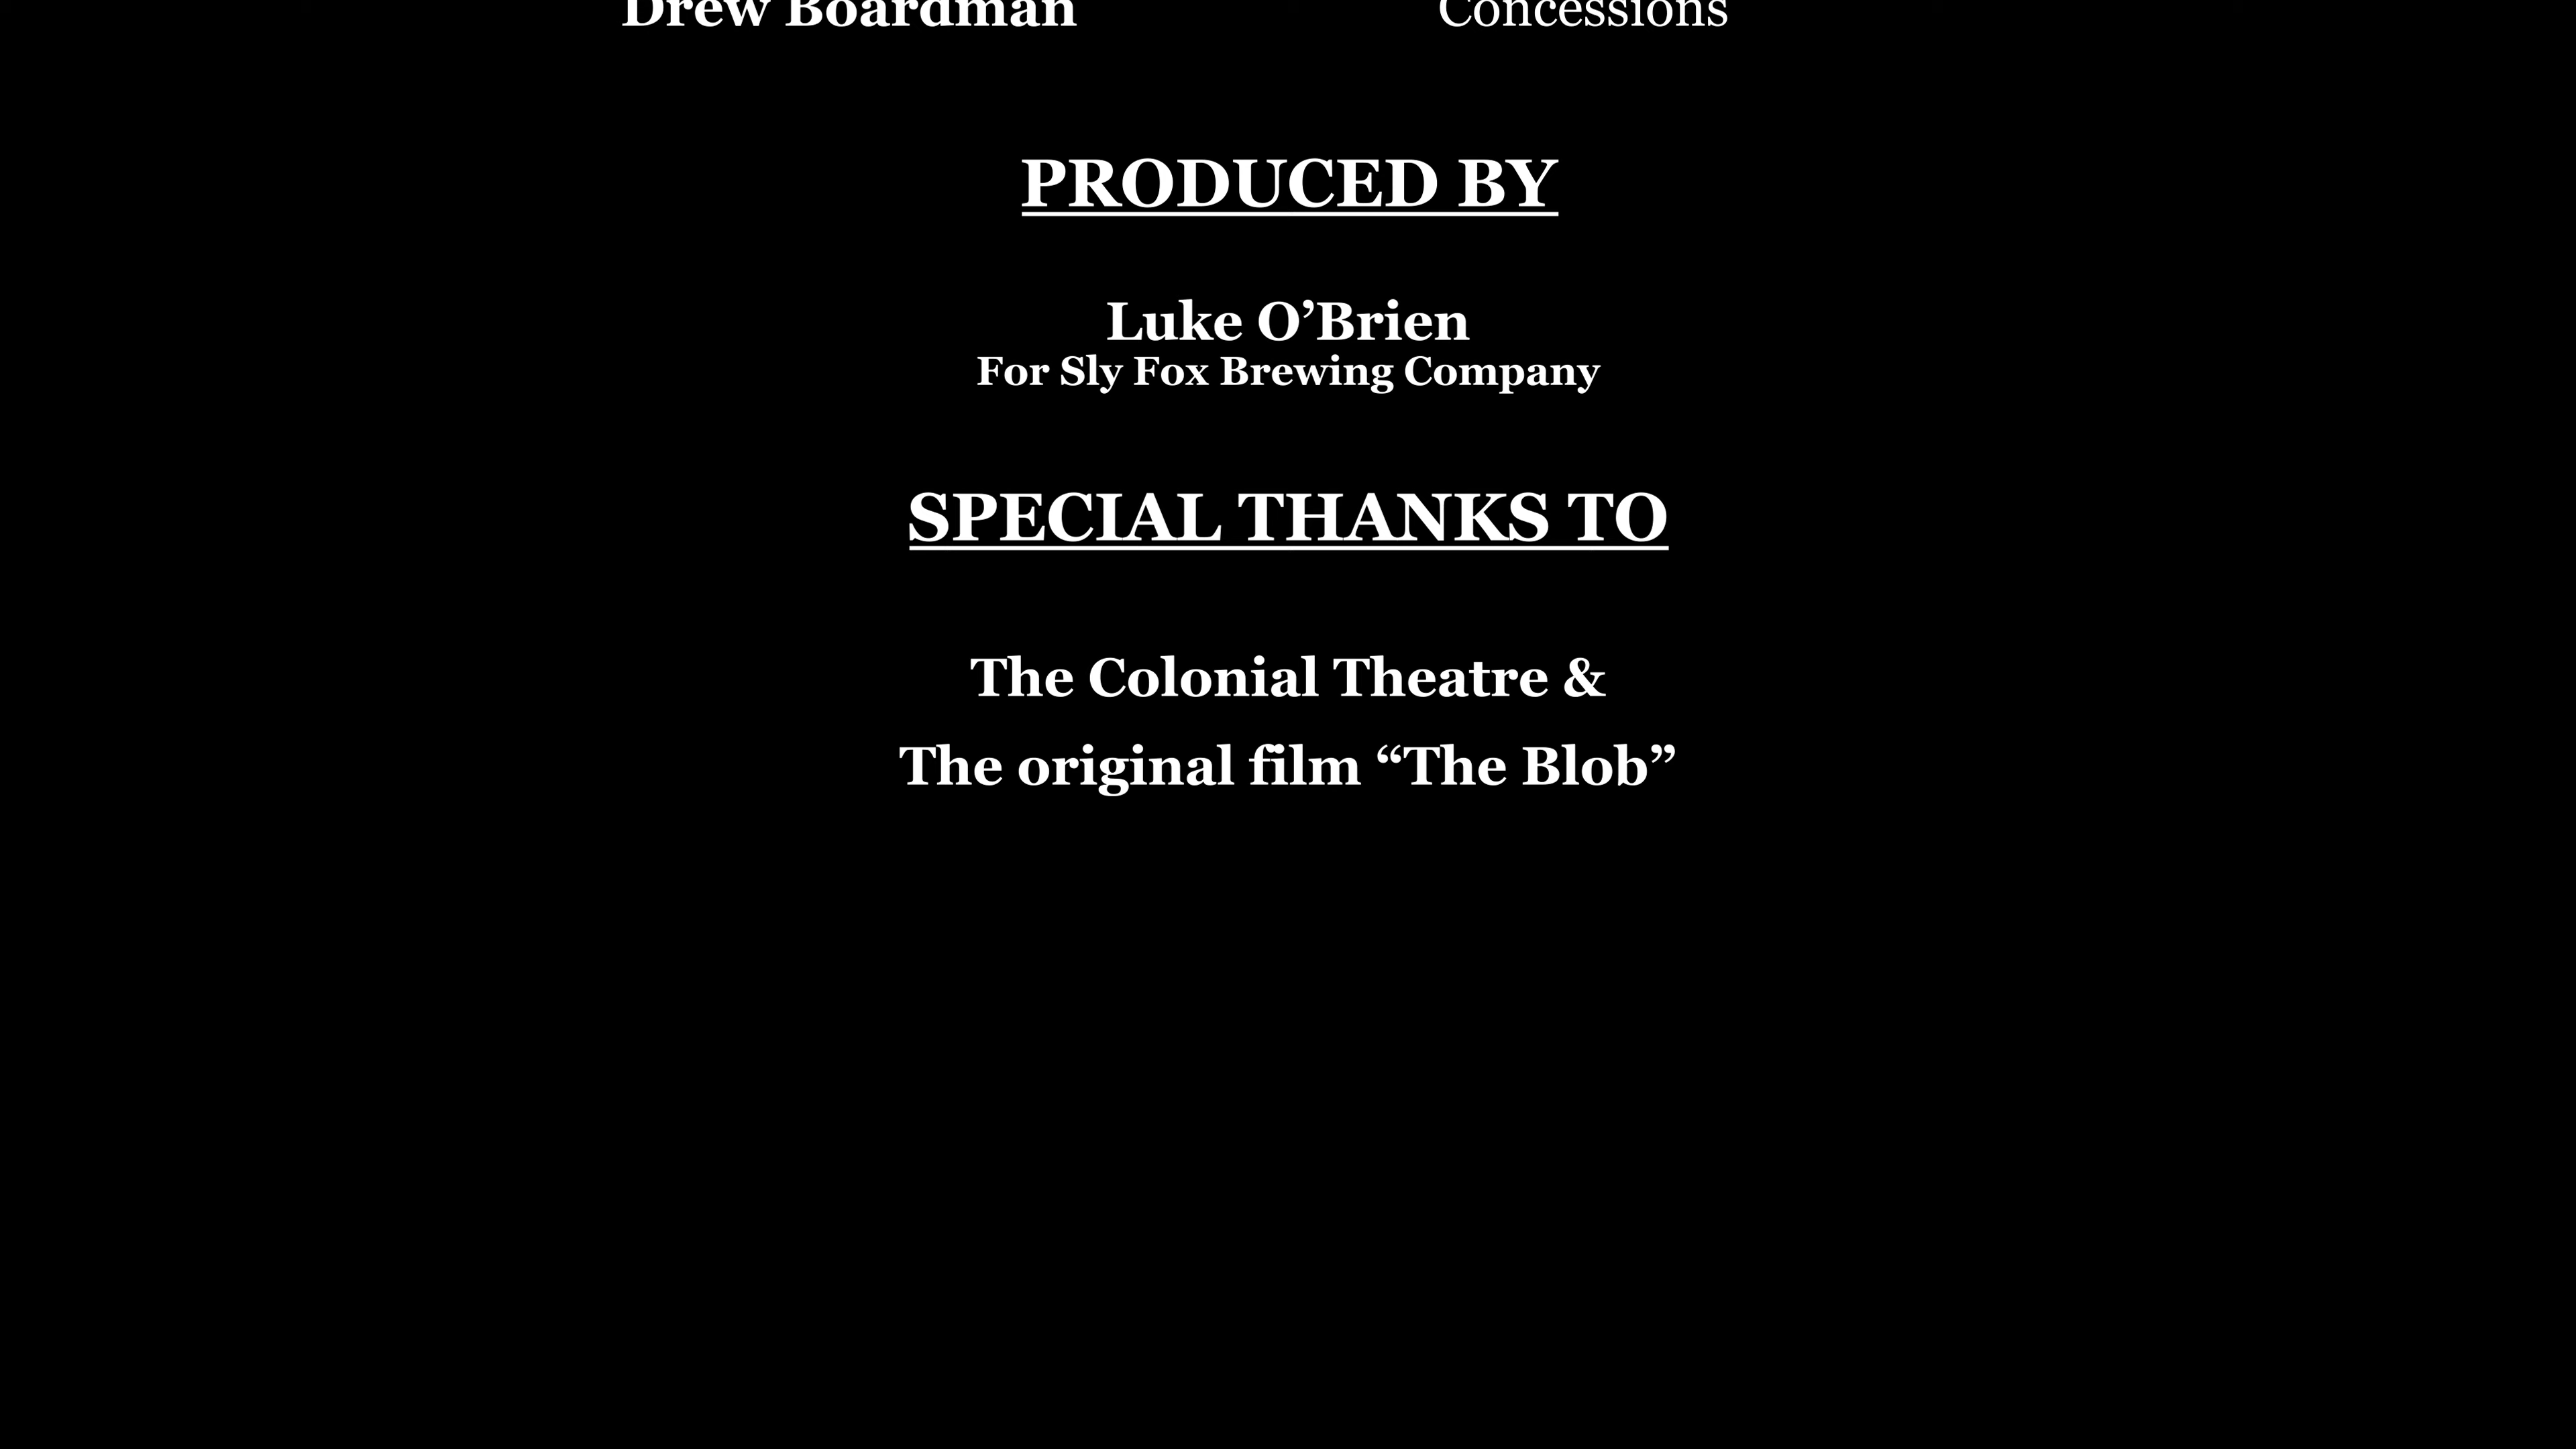 Drew Boardman Concessions
PRODUCED BY
Luke O’Brien
For Sly Fox Brewing Company
SPECIAL THANKS TO
The Colonial Theatre &
The original film “The Blob”